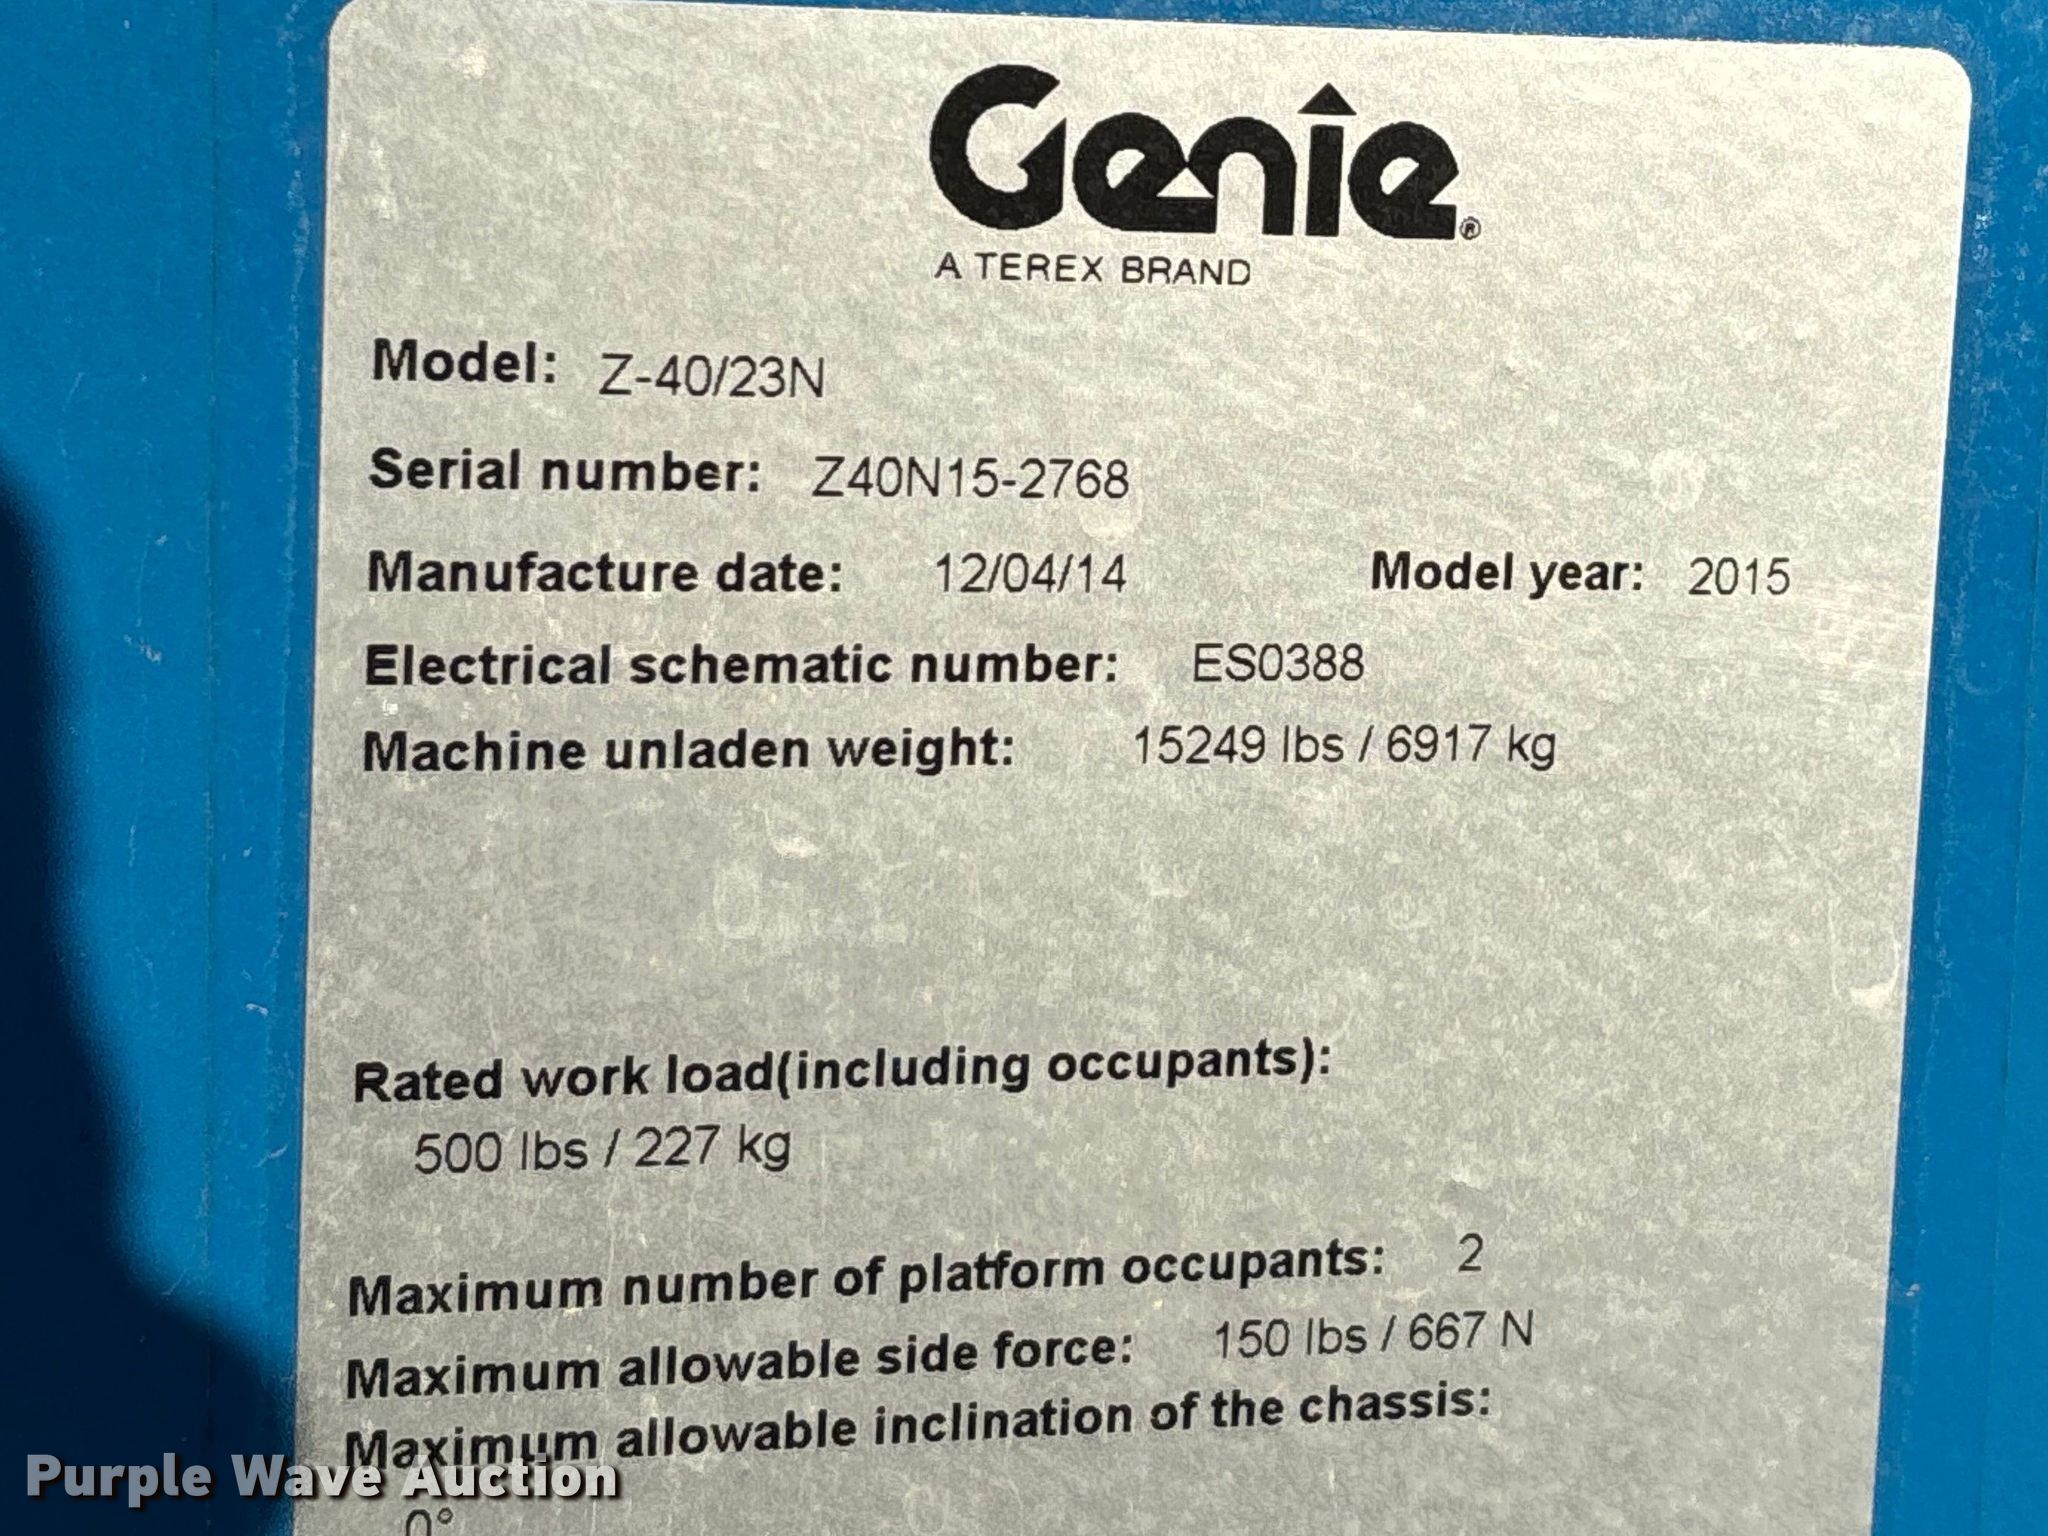 Genie®
A TEREX BRAND
Model: Z-40/23N
Serial number: Z40N15-2768
Manufacture date: 12/04/14 Model year: 2015
Electrical schematic number: ES0388
Machine unladen weight: 15249 lbs / 6917 kg
Rated work load(including occupants):
500 lbs / 227 kg
Maximum number of platform occupants: 2
Maximum allowable side force: 150 lbs / 667 N
Maximum allowable inclination of the chassis:
0°
Purple Wave Auction